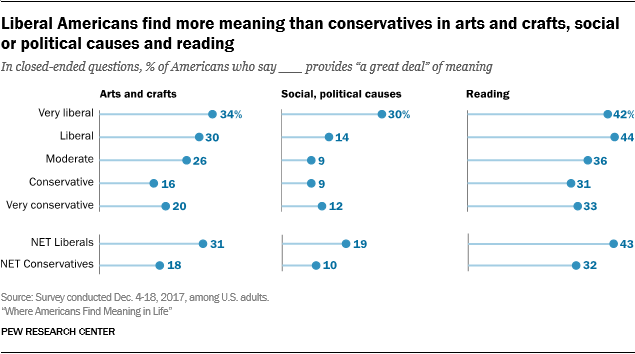 Liberal Americans find more meaning than conservatives in arts and crafts, social
or political causes and reading
In closed-ended questions, % of Americans who say ___ provides “a great deal” of meaning
Arts and crafts Social, political causes Reading
Very liberal 34% 30% 42%
Liberal 30 14 44
Moderate 26 9 36
Conservative 16 9 31
Very conservative 20 12 33
NET Liberals 31 19 43
NET Conservatives 18 10 32
Source: Survey conducted Dec. 4-18, 2017, among U.S. adults.
“Where Americans Find Meaning in Life”
PEW RESEARCH CENTER